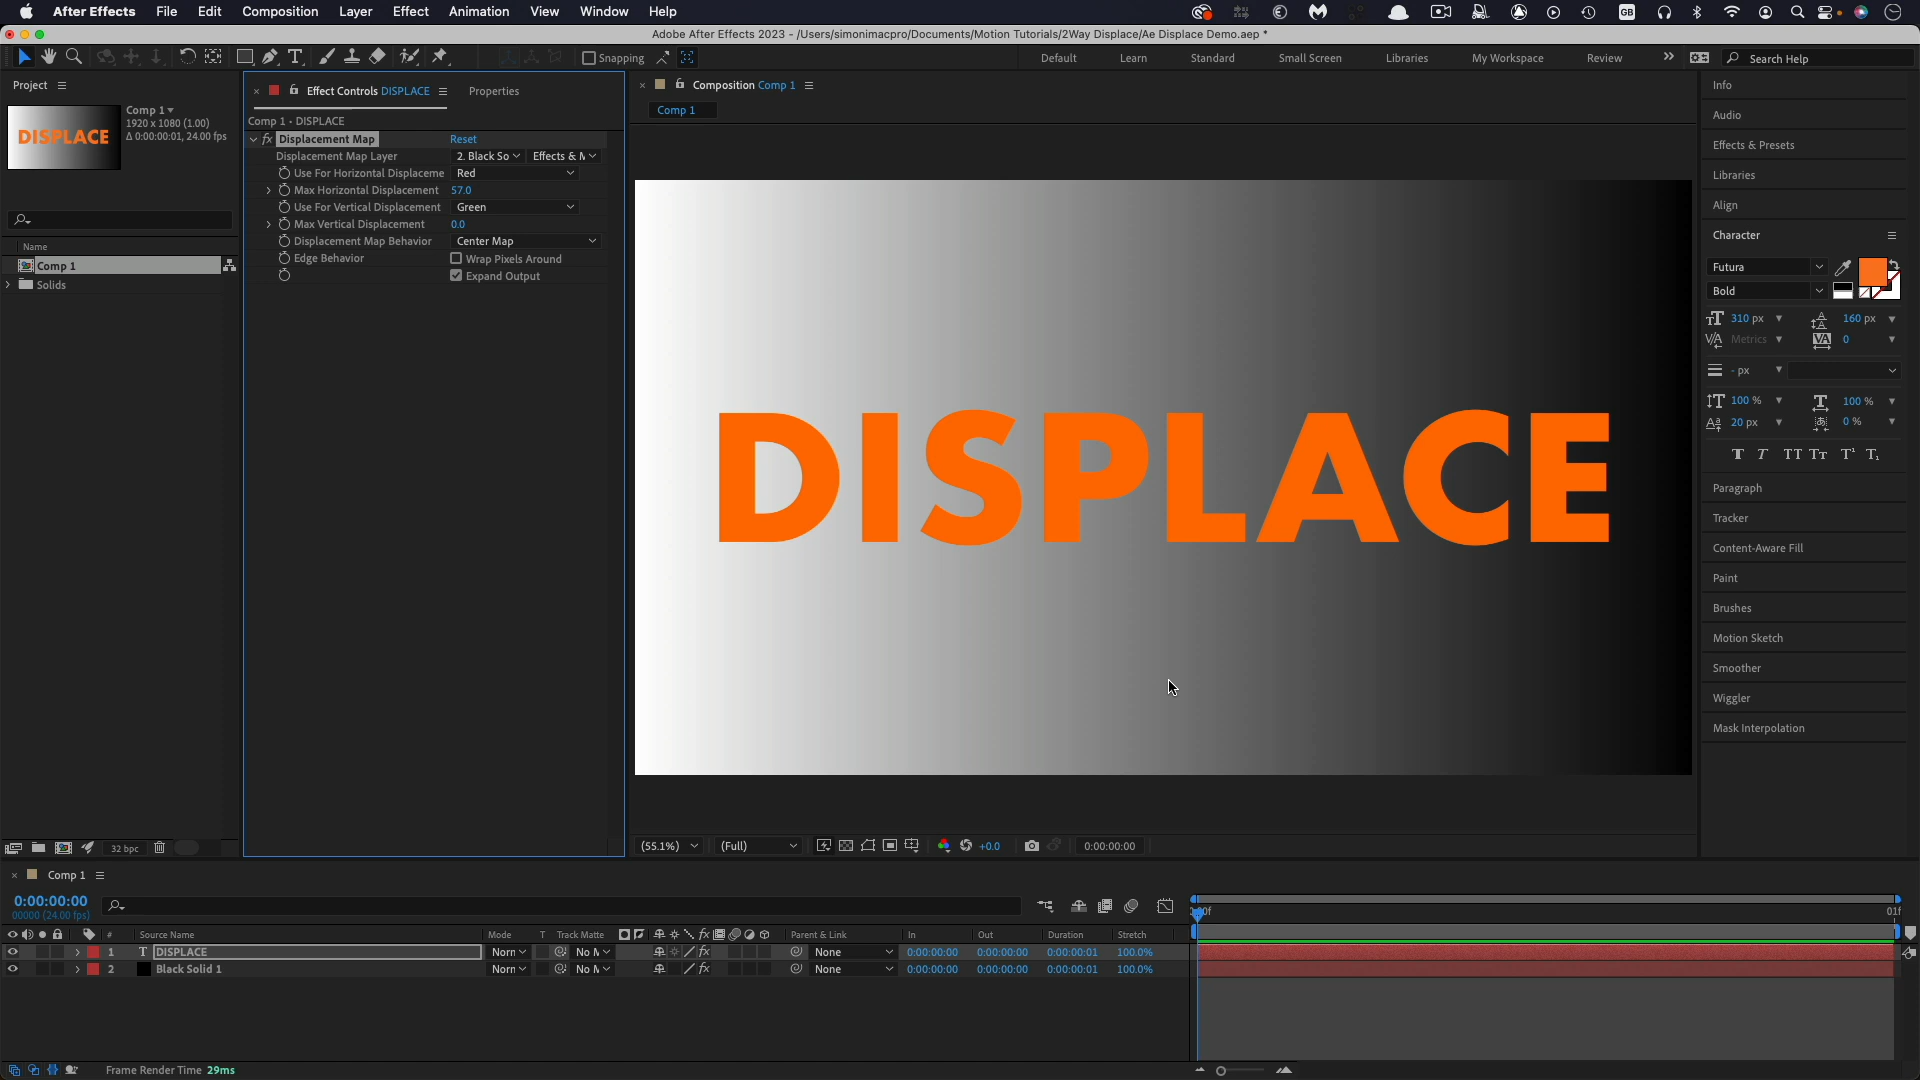 After Effects File Edit Composition Layer Effect Animation View Window Help
Adobe After Effects 2023 - /Users/simonimacpro/Documents/Motion Tutorials/2Way Displace/Ae Displace Demo.aep *
Snapping
Default Learn Standard Small Screen Libraries My Workspace Review
Search Help
Project
Comp 1
1920 x 1080 (1.00)
Δ 0:00:00:01, 24.00 fps
DISPLACE
Name
Comp 1
Solids
32 bpc
Effect Controls DISPLACE Properties
Comp 1 • DISPLACE
fx Displacement Map Reset
Displacement Map Layer 2. Black So Effects & M
Use For Horizontal Displaceme Red
Max Horizontal Displacement 57.0
Use For Vertical Displacement Green
Max Vertical Displacement 0.0
Displacement Map Behavior Center Map
Edge Behavior Wrap Pixels Around
Expand Output
Composition Comp 1
Comp 1
DISPLACE
(55.1%) (Full) +0.0 0:00:00:00
Info
Audio
Effects & Presets
Libraries
Align
Character
Futura
Bold
310 px 160 px
Metrics 0
- px
100 % 100 %
20 px 0 %
Paragraph
Tracker
Content-Aware Fill
Paint
Brushes
Motion Sketch
Smoother
Wiggler
Mask Interpolation
Comp 1
0:00:00:00
00000 (24.00 fps)
# Source Name Mode T Track Matte Parent & Link In Out Duration Stretch
1 T DISPLACE Norn No M None 0:00:00:00 0:00:00:00 0:00:00:01 100.0%
2 Black Solid 1 Norn No M None 0:00:00:00 0:00:00:00 0:00:00:01 100.0%
01f
Frame Render Time 29ms